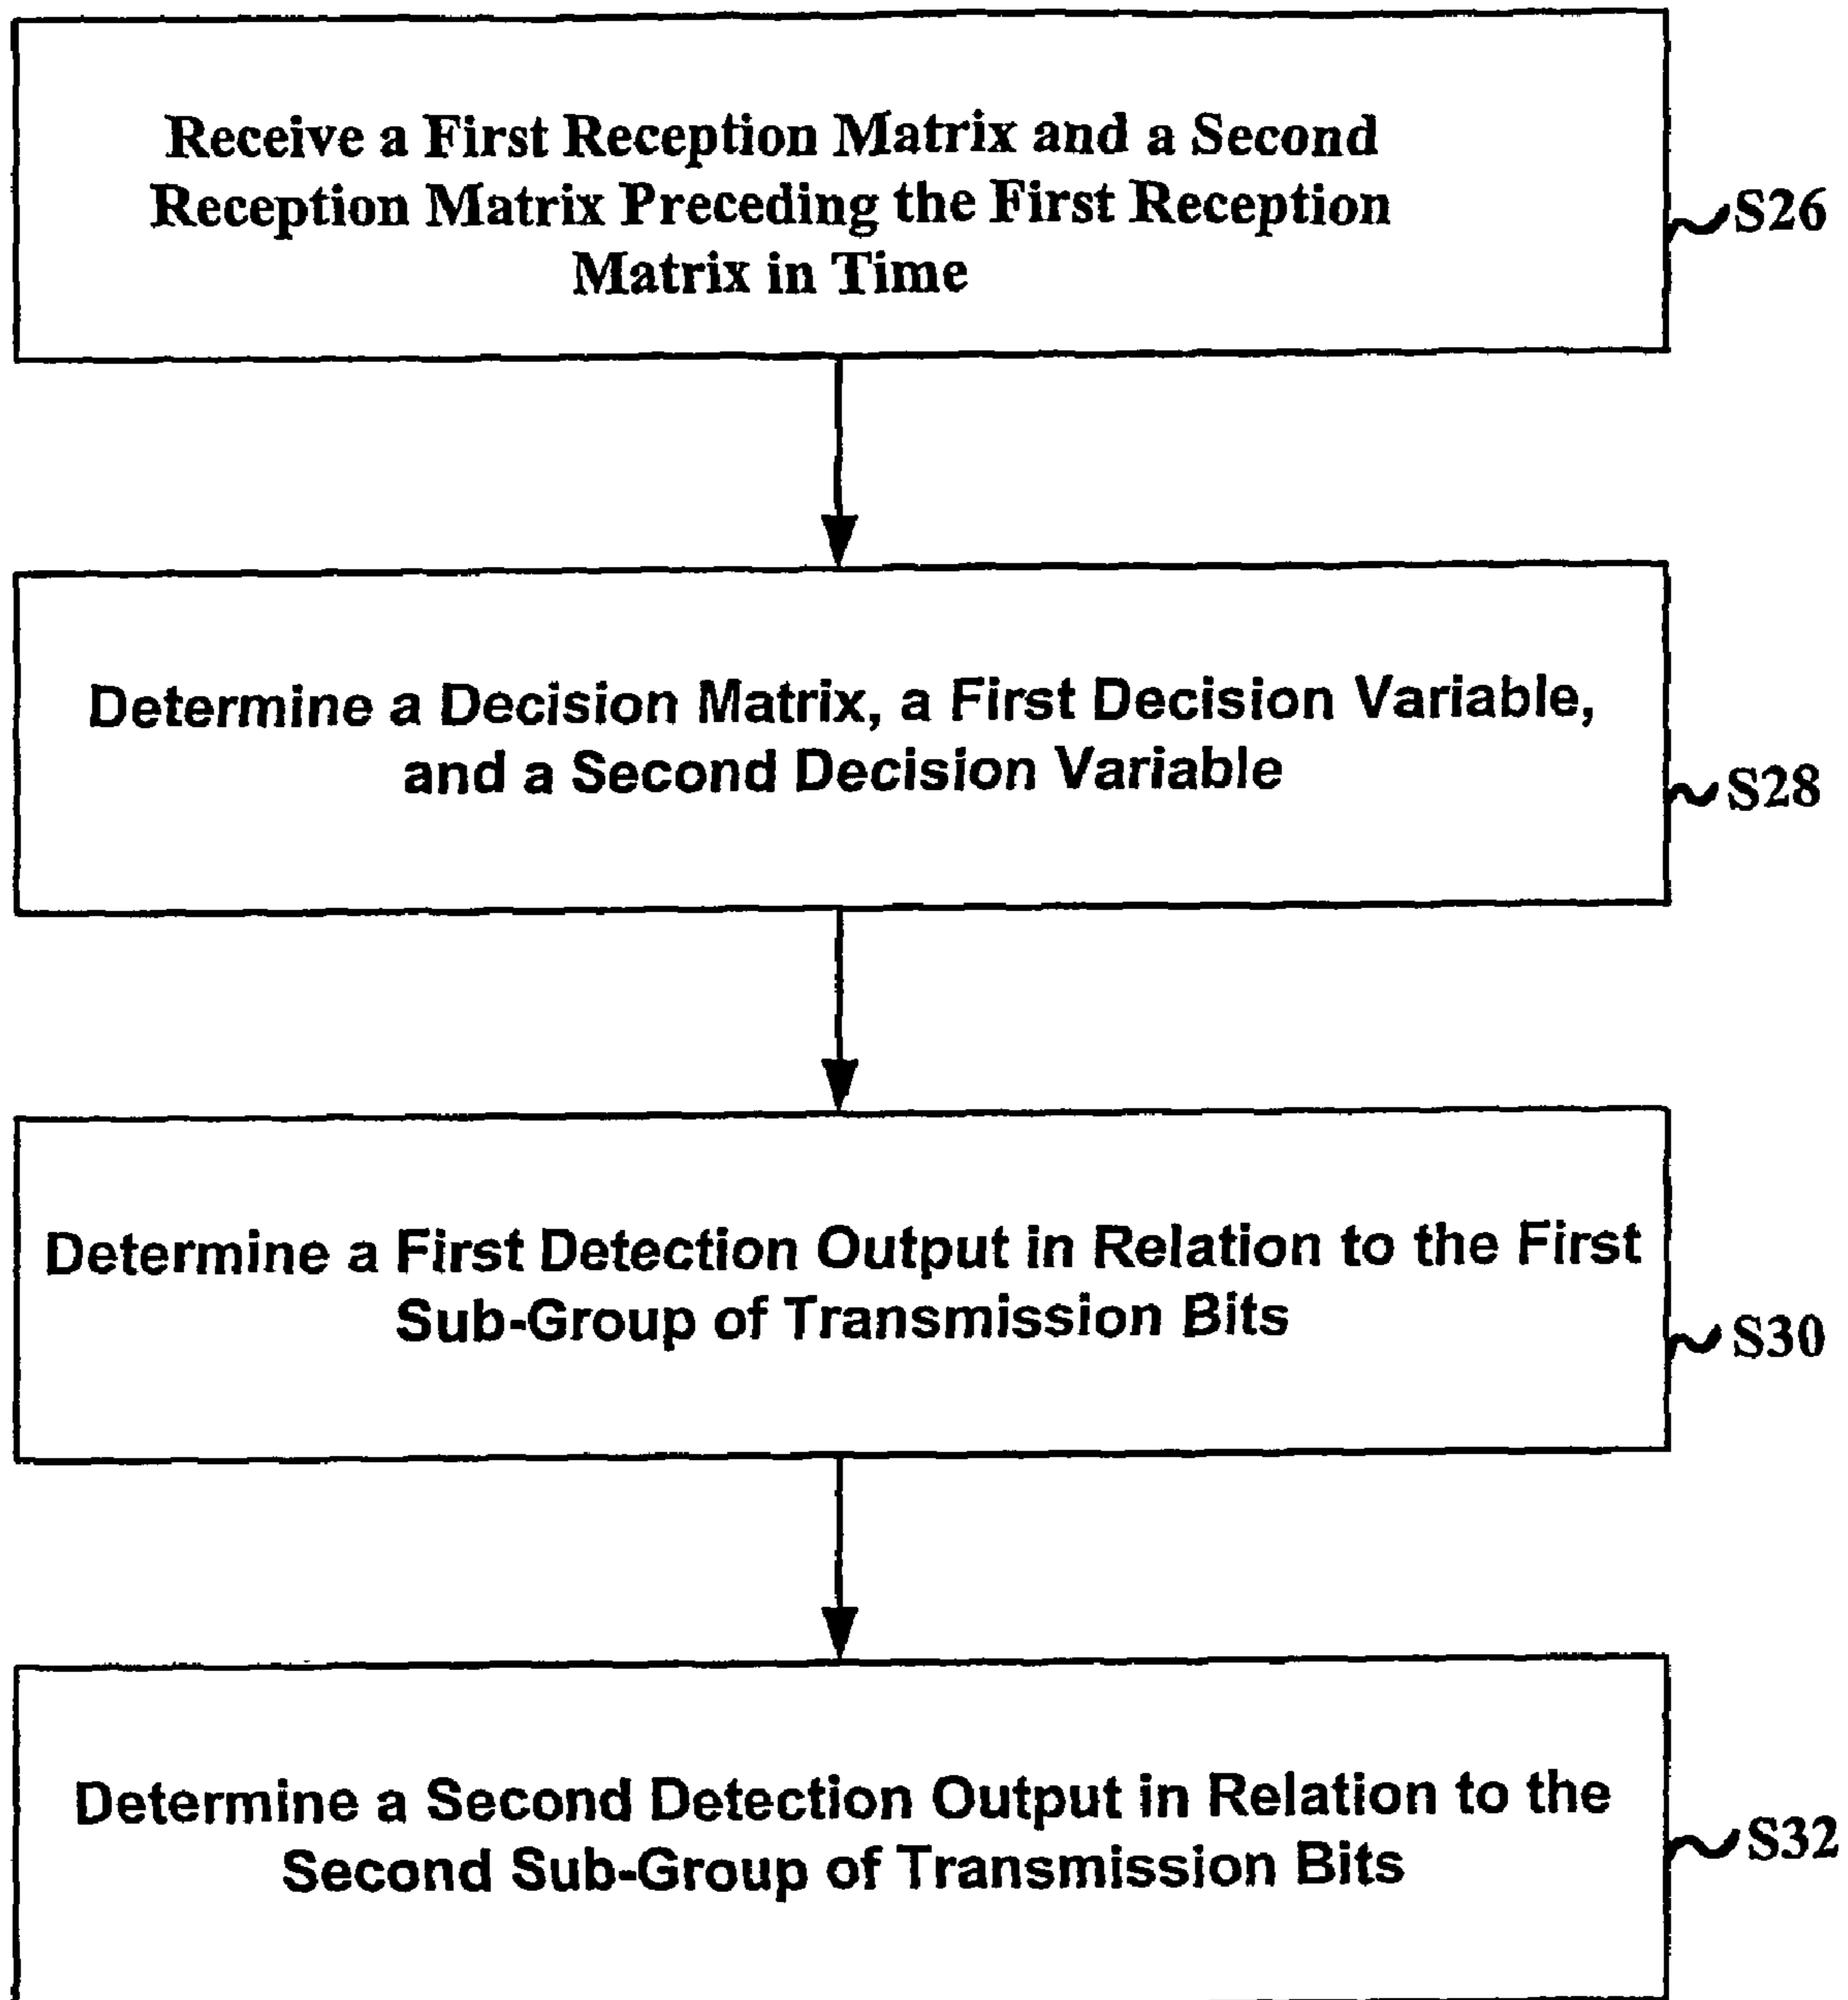 Receive a First Reception Matrix and a Second
Reception Matrix Preceding the First Reception
Matrix in Time
S26
Determine a Decision Matrix, a First Decision Variable,
and a Second Decision Variable
S28
Determine a First Detection Output in Relation to the First
Sub-Group of Transmission Bits
S30
Determine a Second Detection Output in Relation to the
Second Sub-Group of Transmission Bits
S32